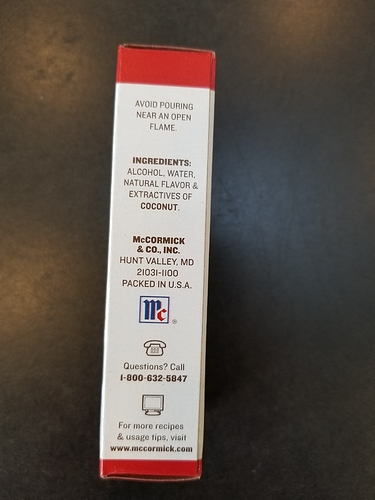 AVOID POURING
NEAR AN OPEN
FLAME.
INGREDIENTS:
ALCOHOL, WATER,
NATURAL FLAVOR &
EXTRACTIVES OF
COCONUT.
McCORMICK
& CO., INC.
HUNT VALLEY, MD
21031-1100
PACKED IN U.S.A.
Mc ®
Questions? Call
1-800-632-5847
For more recipes
& usage tips, visit
www.mccormick.com